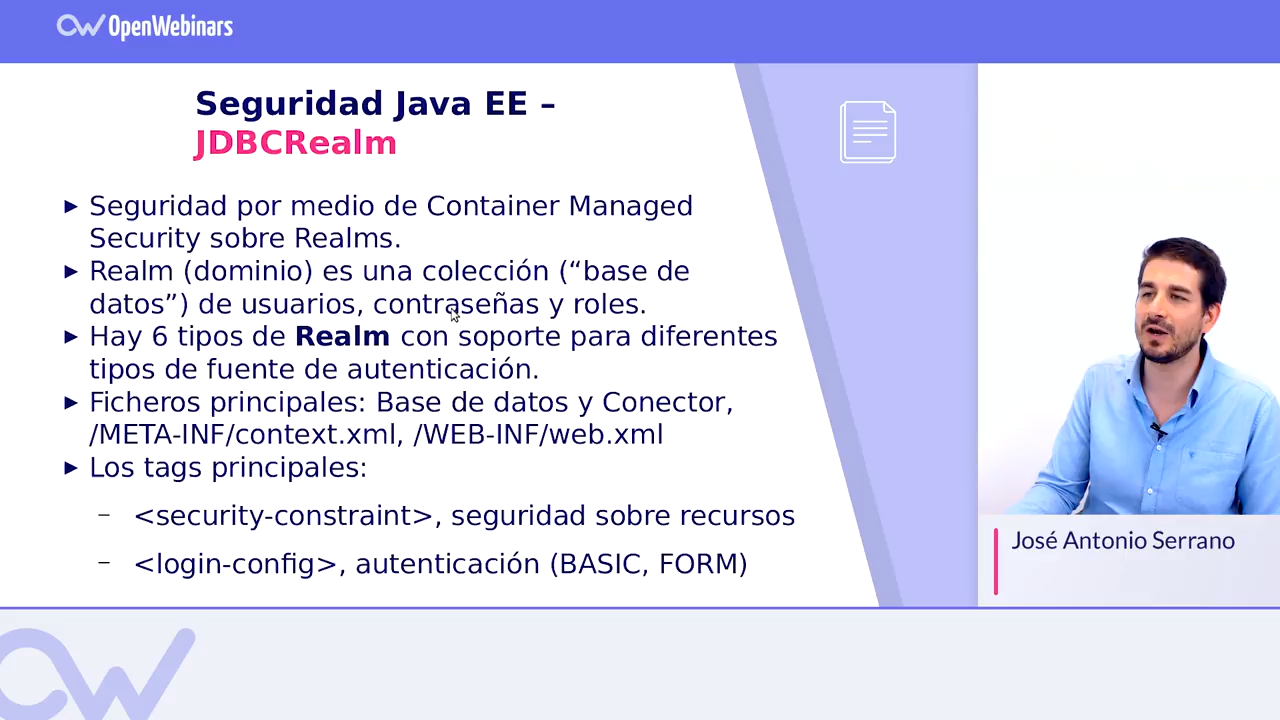 OpenWebinars
Seguridad Java EE –
JDBCRealm
► Seguridad por medio de Container Managed
Security sobre Realms.
► Realm (dominio) es una colección (“base de
datos”) de usuarios, contraseñas y roles.
► Hay 6 tipos de Realm con soporte para diferentes
tipos de fuente de autenticación.
► Ficheros principales: Base de datos y Conector,
/META-INF/context.xml, /WEB-INF/web.xml
► Los tags principales:
– <security-constraint>, seguridad sobre recursos
– <login-config>, autenticación (BASIC, FORM)
José Antonio Serrano